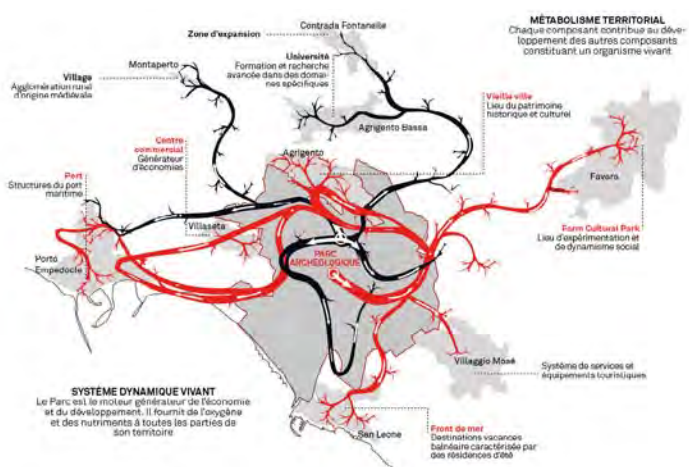 MÉTABOLISME TERRITORIAL
Chaque composant contribue au déve-
loppement des autres composants
constituant un organisme vivant
Contrada Fontanelle
Zone d'expansion
Université
Formation et recherche
avancée dans des domai-
nes spécifiques
Montaperto
Village
Agglomération rural
d'origine médiévale
Agrigento Bassa
Vieille ville
Lieu du patrimoine
historique et culturel
Centre
commercial
Générateur
d'économies
Agrigento
Port
Structures du port
maritime
Favara
Villaseta
Farm Cultural Park
Lieu d'expérimentation et
de dynamisme social
PARC
ARCHÉOLOGIQUE
Porto
Empedocle
Villaggio Mosè
Système de services et
équipements touristiques
SYSTÈME DYNAMIQUE VIVANT
Le Parc est le moteur générateur de l'économie
et du développement. Il fournit de l'oxygène
et des nutriments à toutes les parties de
son territoire
San Leone
Front de mer
Destinations vacances
balnéaire caractérisée par
des résidences d'été